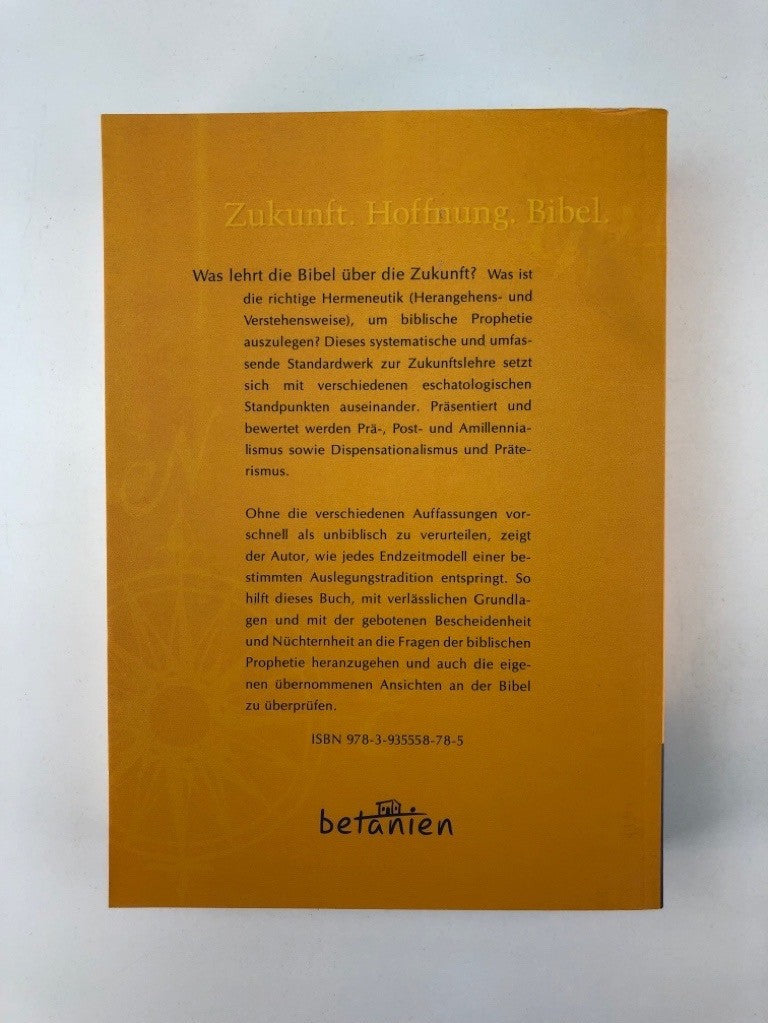 Zukunft. Hoffnung. Bibel.
Was lehrt die Bibel über die Zukunft? Was ist
die richtige Hermeneutik (Herangehens- und
Verstehensweise), um biblische Prophetie
auszulegen? Dieses systematische und umfas-
sende Standardwerk zur Zukunftslehre setzt
sich mit verschiedenen eschatologischen
Standpunkten auseinander. Präsentiert und
bewertet werden Prä-, Post- und Amillennia-
lismus sowie Dispensationalismus und Präte-
rismus.
Ohne die verschiedenen Auffassungen vor-
schnell als unbiblisch zu verurteilen, zeigt
der Autor, wie jedes Endzeitmodell einer be-
stimmten Auslegungstradition entspringt. So
hilft dieses Buch, mit verlässlichen Grundla-
gen und mit der gebotenen Bescheidenheit
und Nüchternheit an die Fragen der biblischen
Prophetie heranzugehen und auch die eige-
nen übernommenen Ansichten an der Bibel
zu überprüfen.
ISBN 978-3-935558-78-5
betanien